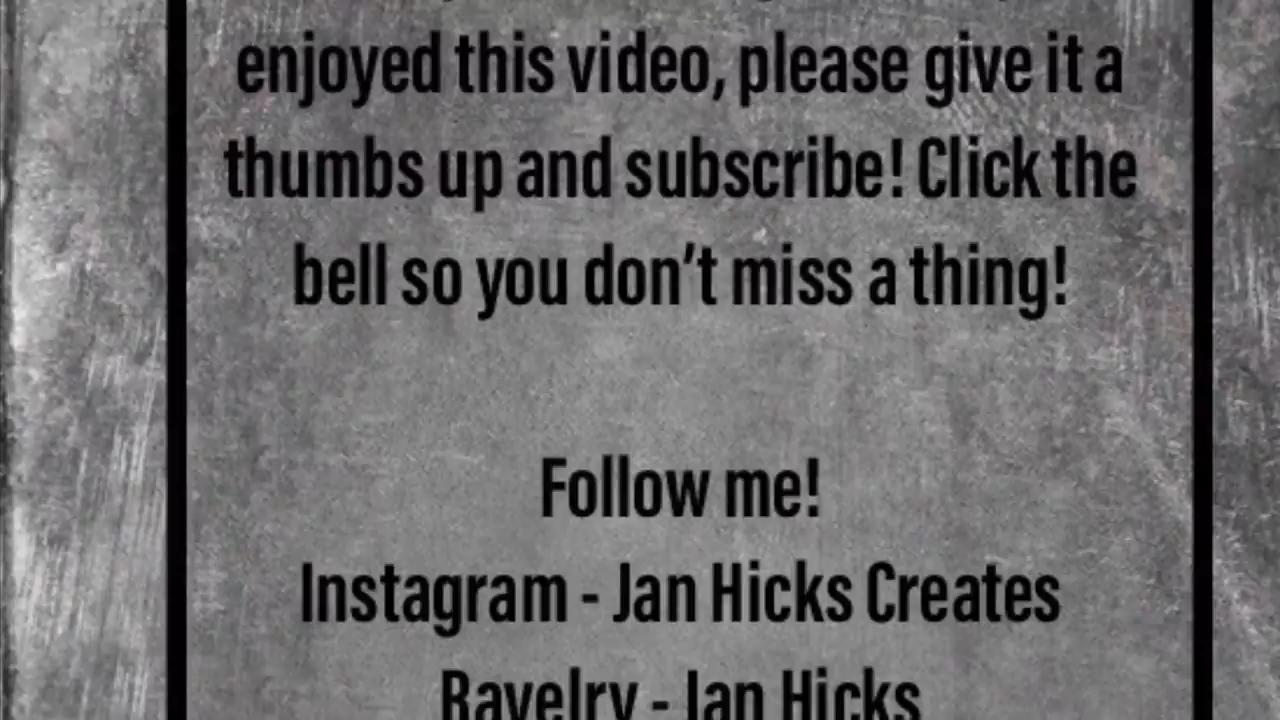 enjoyed this video, please give it a
thumbs up and subscribe! Click the
bell so you don’t miss a thing!
Follow me!
Instagram - Jan Hicks Creates
Ravelry - Jan Hicks